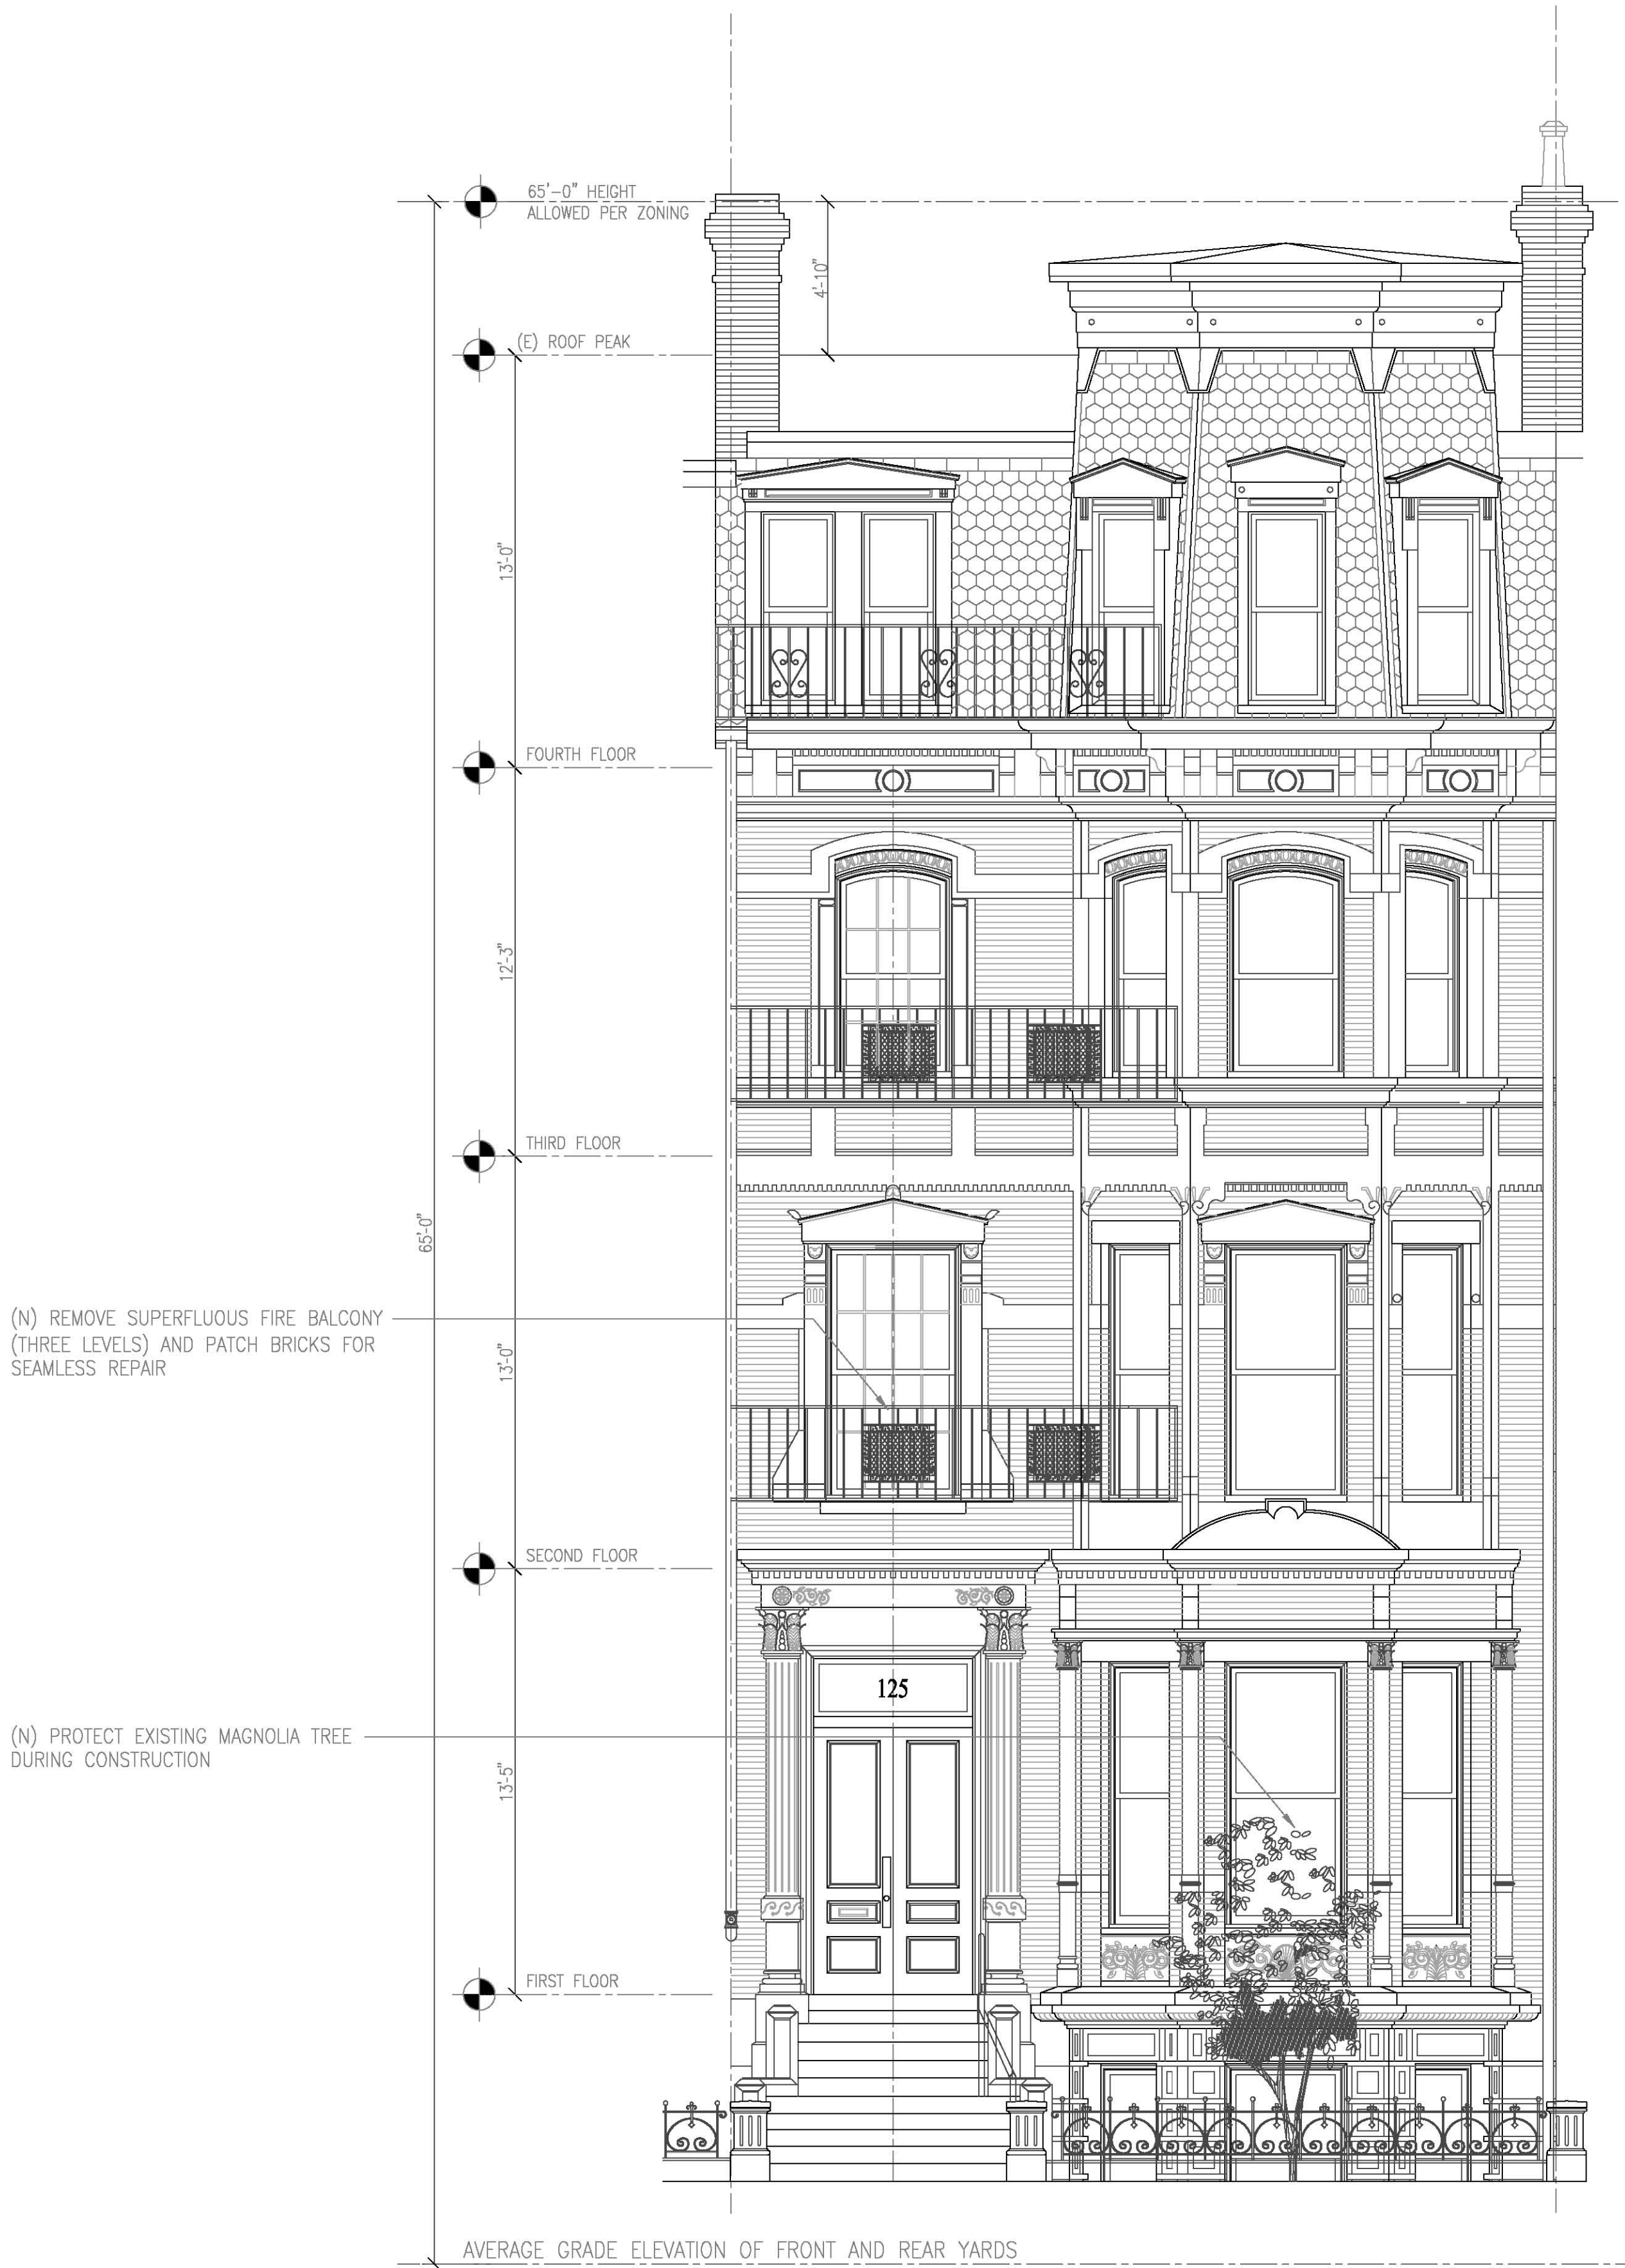 65'-0" HEIGHT
ALLOWED PER ZONING
4'-10"
(E) ROOF PEAK
13'-0"
FOURTH FLOOR
12'-3"
THIRD FLOOR
65'-0"
(N) REMOVE SUPERFLUOUS FIRE BALCONY
(THREE LEVELS) AND PATCH BRICKS FOR
SEAMLESS REPAIR
13'-0"
SECOND FLOOR
125
(N) PROTECT EXISTING MAGNOLIA TREE
DURING CONSTRUCTION
13'-5"
FIRST FLOOR
AVERAGE GRADE ELEVATION OF FRONT AND REAR YARDS